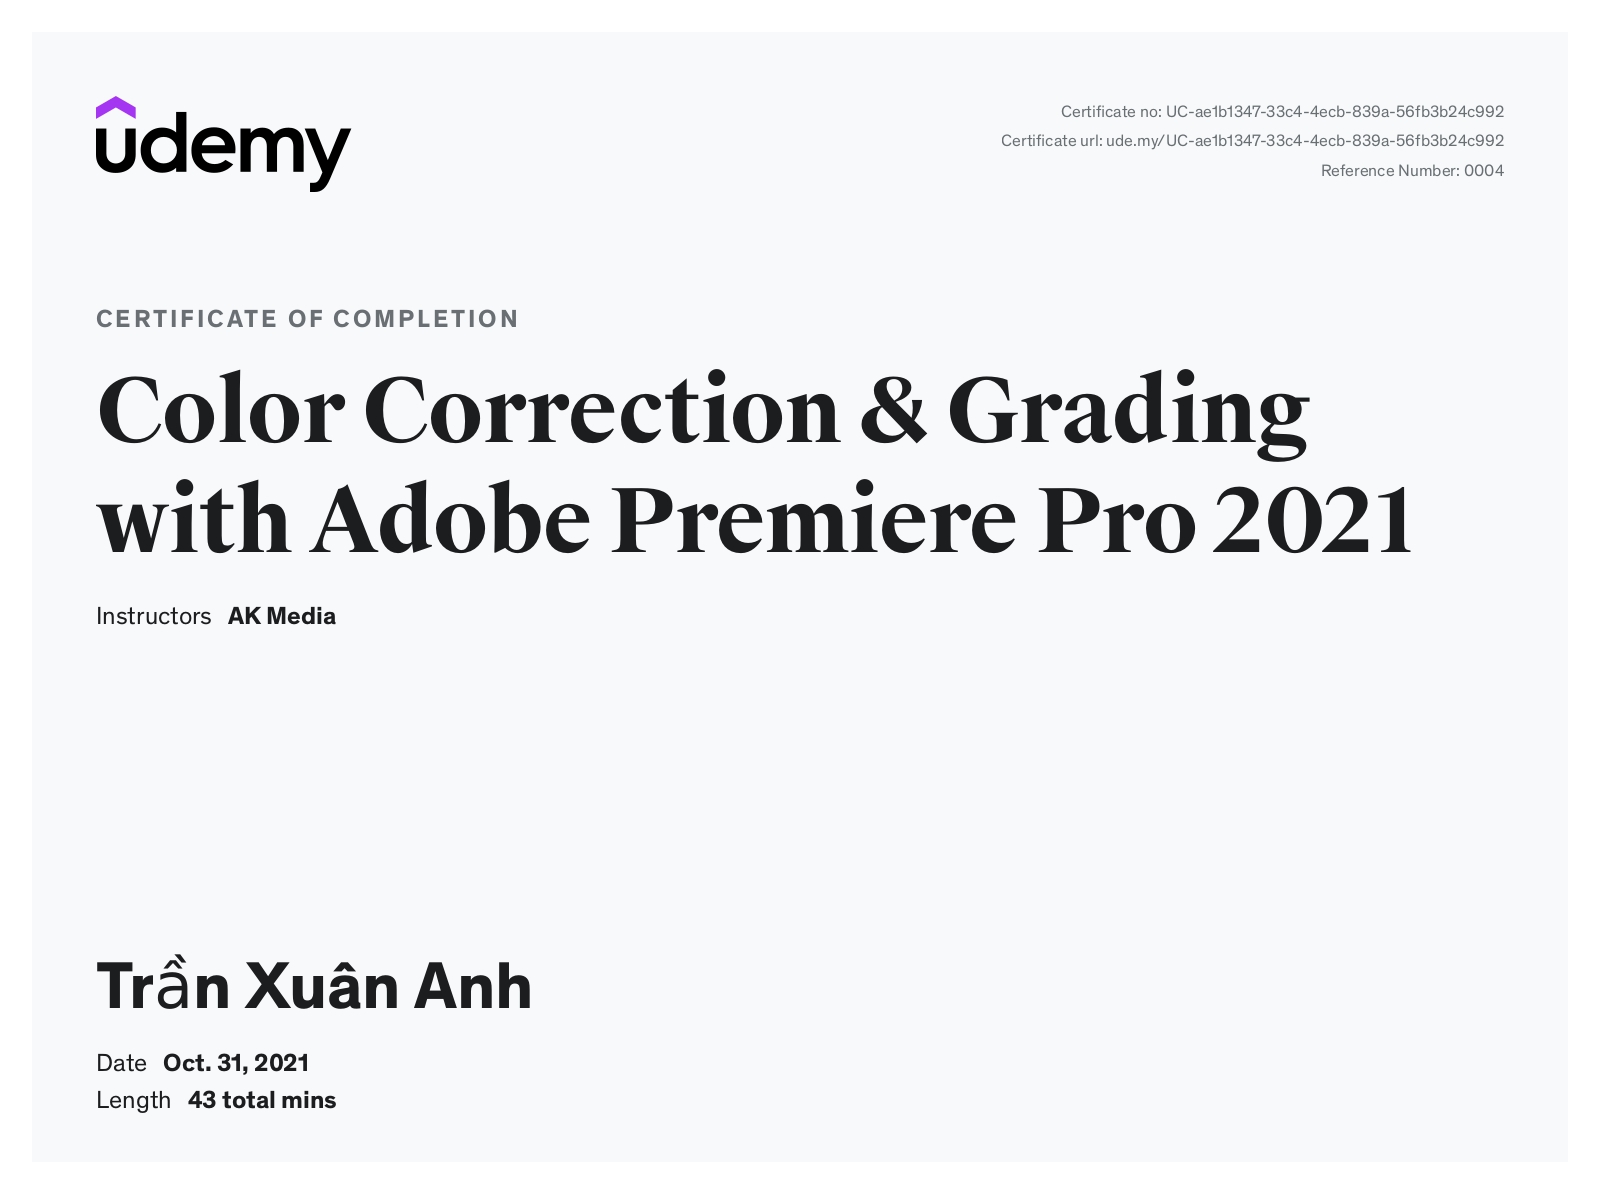 udemy
Certificate no: UC-ae1b1347-33c4-4ecb-839a-56fb3b24c992
Certificate url: ude.my/UC-ae1b1347-33c4-4ecb-839a-56fb3b24c992
Reference Number: 0004
CERTIFICATE OF COMPLETION
Color Correction & Grading
with Adobe Premiere Pro 2021
Instructors AK Media
Trần Xuân Anh
Date Oct. 31, 2021
Length 43 total mins